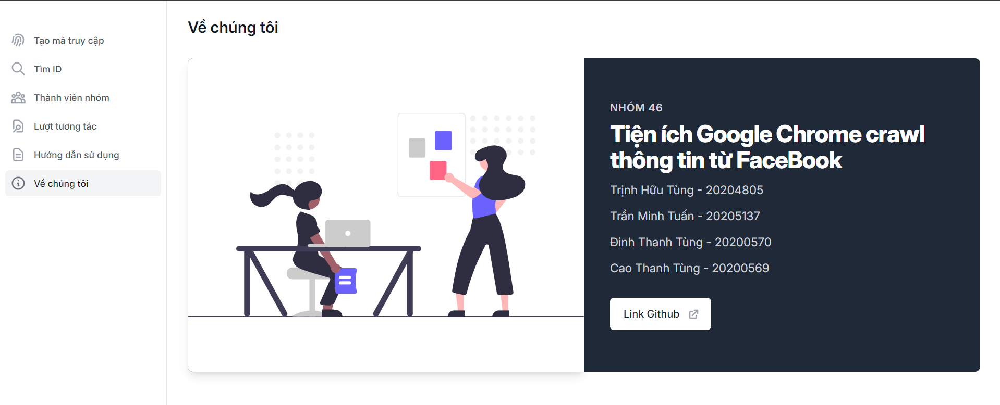 Tạo mã truy cập
Tìm ID
Thành viên nhóm
Lượt tương tác
Hướng dẫn sử dụng
Về chúng tôi
Về chúng tôi
NHÓM 46
Tiện ích Google Chrome crawl
thông tin từ FaceBook
Trịnh Hữu Tùng - 20204805
Trần Minh Tuấn - 20205137
Đinh Thanh Tùng - 20200570
Cao Thanh Tùng - 20200569
Link Github